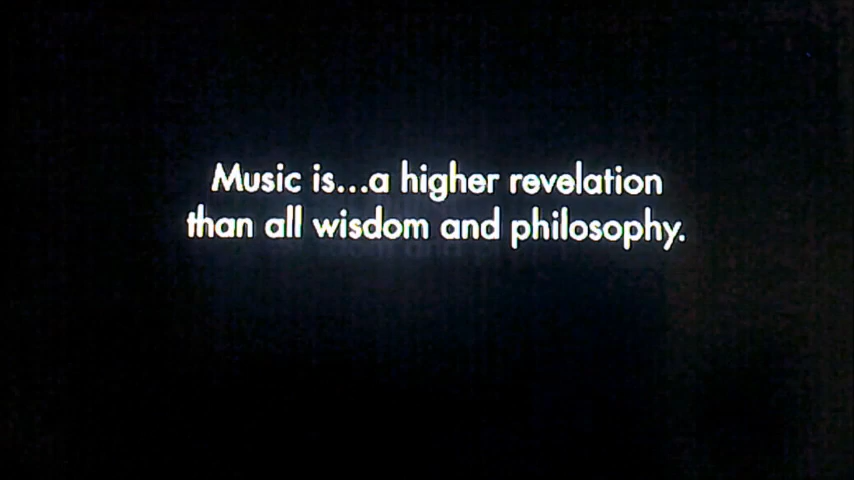 Music is...a higher revelation
than all wisdom and philosophy.